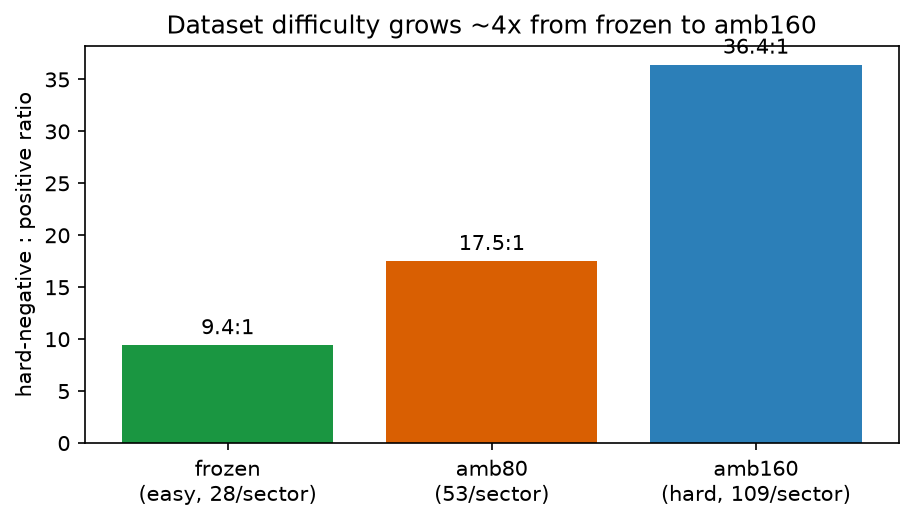 Dataset difficulty grows ~4x from frozen to amb160
hard-negative : positive ratio
35
30
25
20
15
10
5
0
9.4:1
17.5:1
36.4:1
frozen
(easy, 28/sector)
amb80
(53/sector)
amb160
(hard, 109/sector)